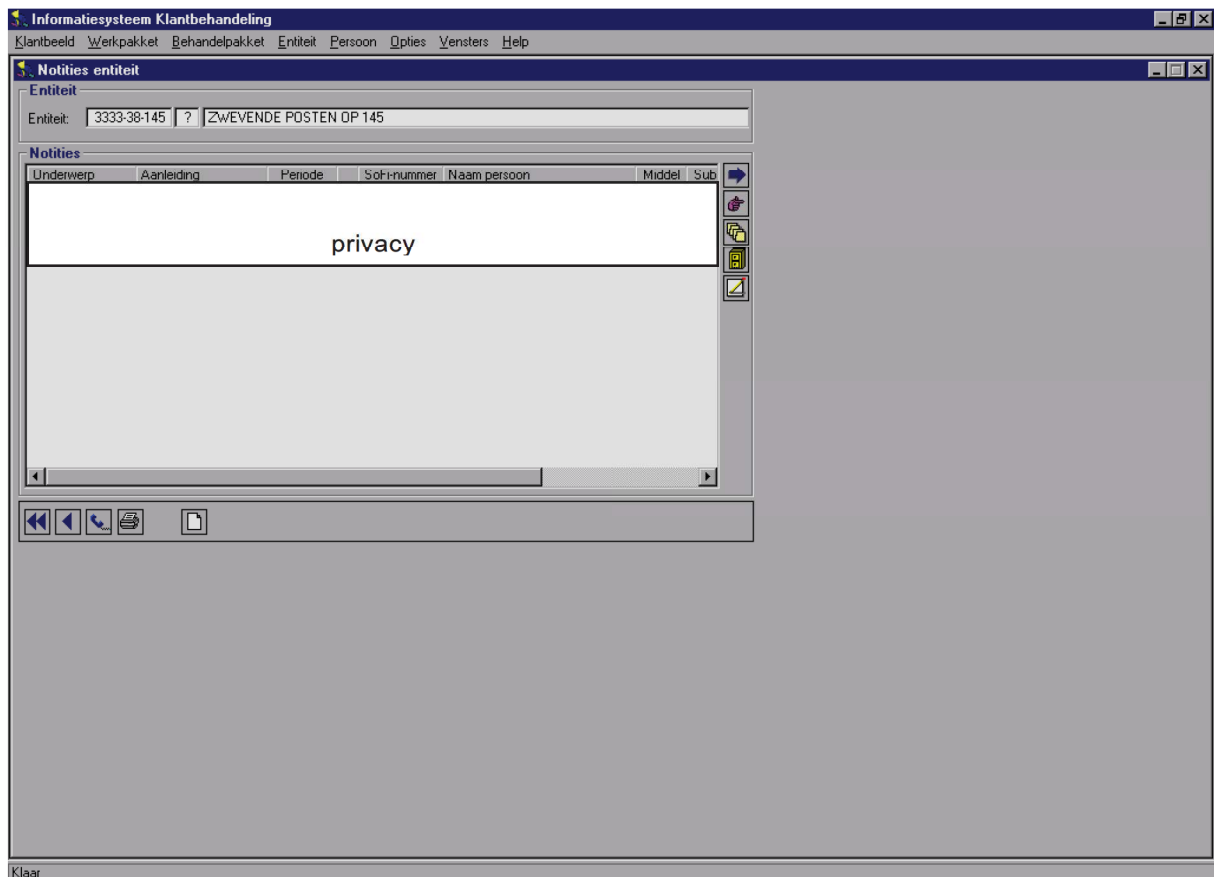 Informatiesysteem Klantbehandeling
Klantbeeld Werkpakket Behandelpakket Entiteit Persoon Opties Vensters Help
Notities entiteit
Entiteit
Entiteit: 3333-38-145 ? ZWEVENDE POSTEN OP 145
Notities
Onderwerp Aanleiding Periode SoFi-nummer Naam persoon Middel Sub
privacy
Klaar